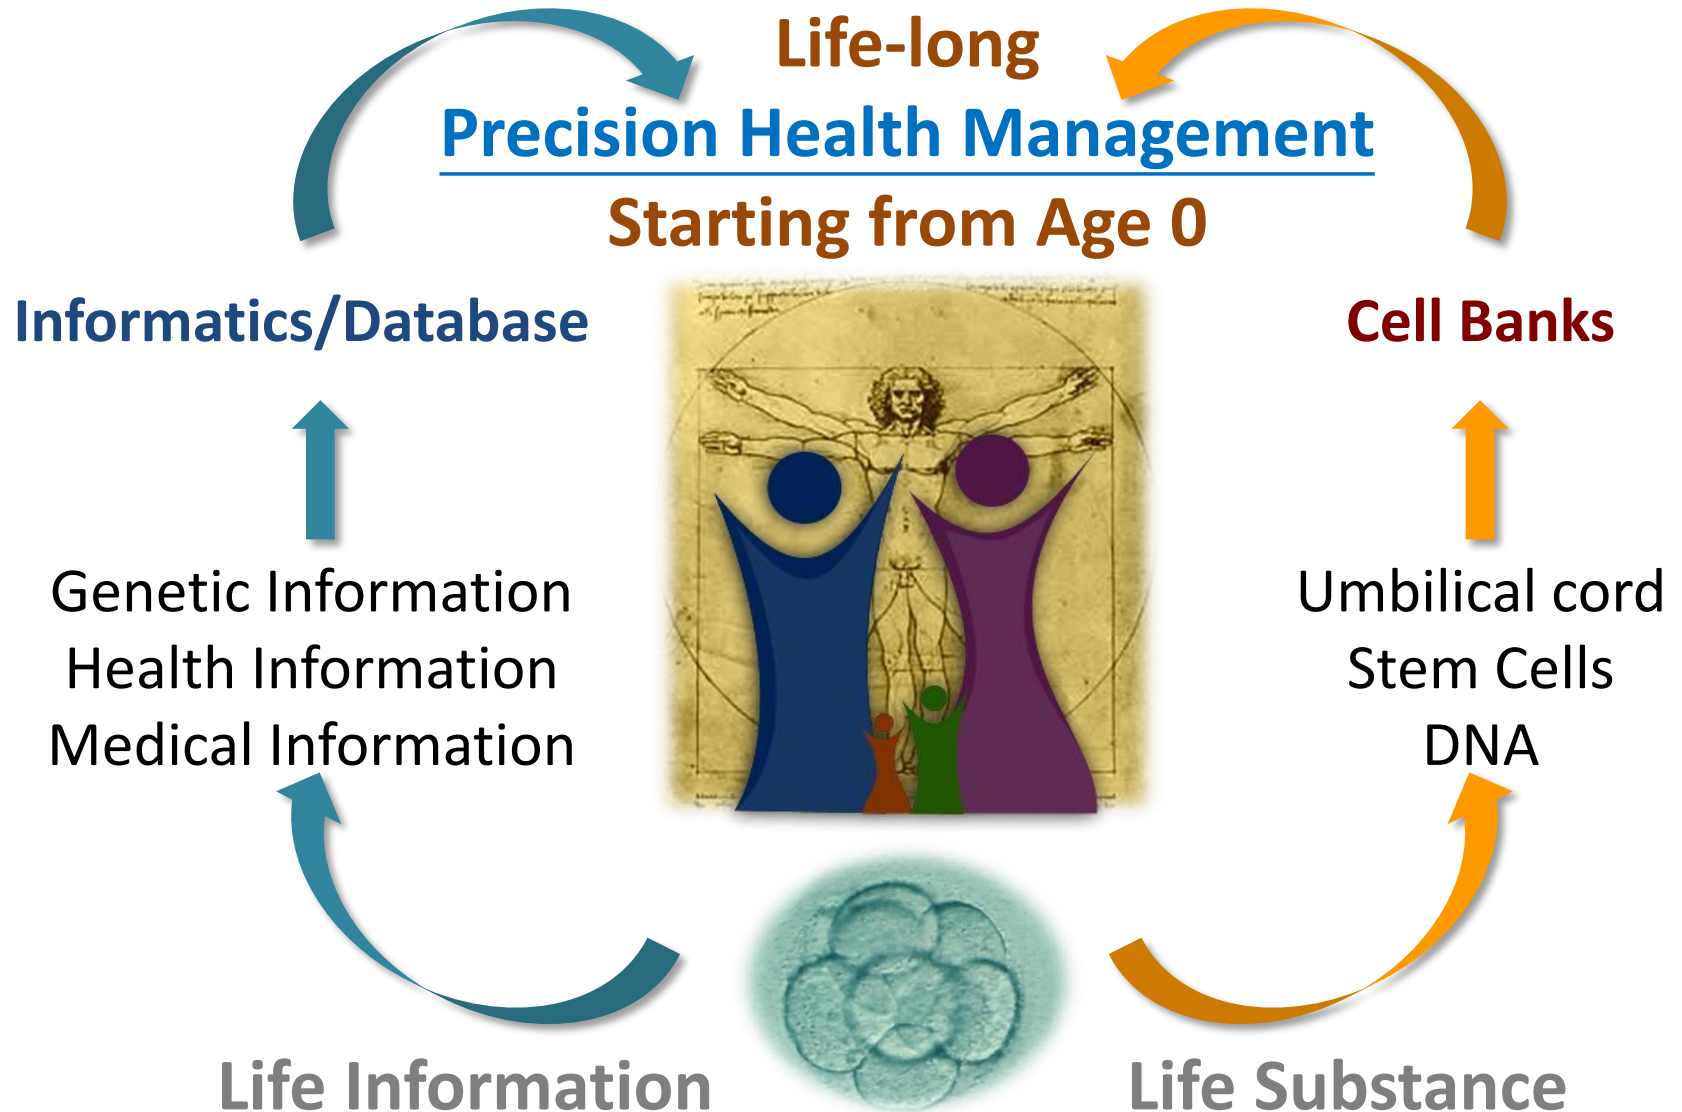 Life-long
Precision Health Management
Starting from Age 0
Informatics/Database
Cell Banks
Genetic Information
Health Information
Medical Information
Umbilical cord
Stem Cells
DNA
Life Information
Life Substance